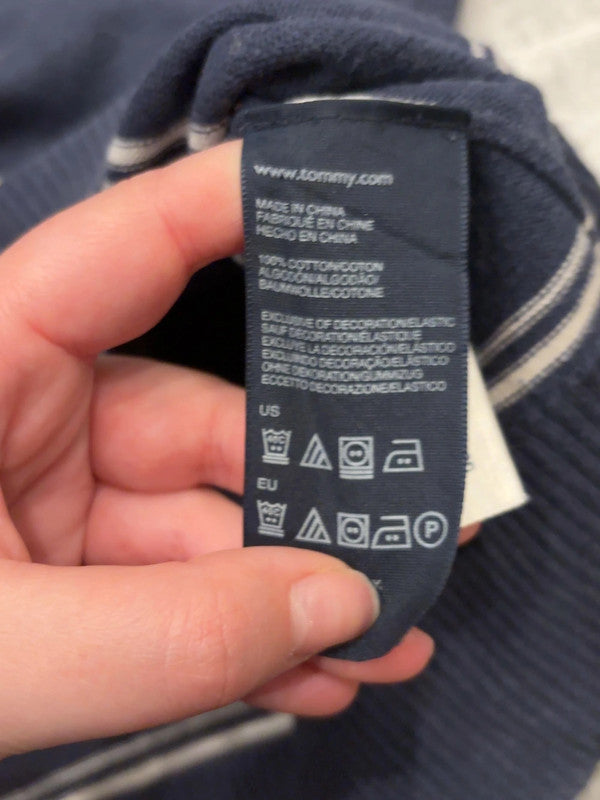 www.tommy.com
MADE IN CHINA
FABRIQUÉ EN CHINE
HECHO EN CHINA
100% COTTON/COTON
ALGODÓN/ALGODÃO/
BAUMWOLLE/COTONE
EXCLUSIVE OF DECORATION/ELASTIC
SAUF DÉCORATION/ÉLASTIQUE
EXCLUYE LA DECORACIÓN/ELÁSTICO
EXCLUINDO DECORAÇÃO/ELÁSTICO
OHNE DEKORATION/GUMMIZUG
ECCETTO DECORAZIONE/ELASTICO
US
40C
EU
40C
P